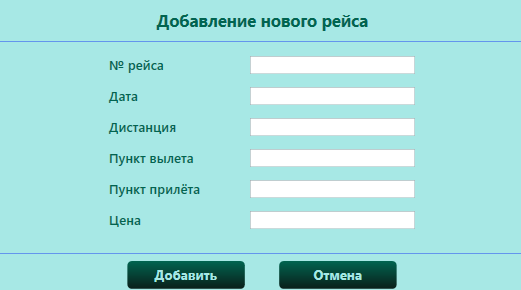 Добавление нового рейса
№ рейса
Дата
Дистанция
Пункт вылета
Пункт прилёта
Цена
Добавить Отмена